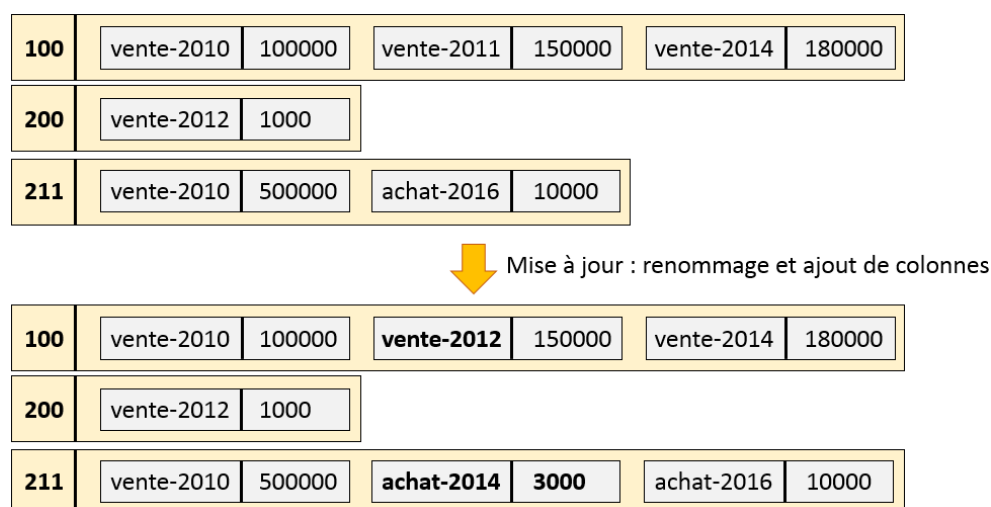 100 vente-2010 100000 vente-2011 150000 vente-2014 180000
200 vente-2012 1000
211 vente-2010 500000 achat-2016 10000
Mise à jour : renommage et ajout de colonnes
100 vente-2010 100000 vente-2012 150000 vente-2014 180000
200 vente-2012 1000
211 vente-2010 500000 achat-2014 3000 achat-2016 10000